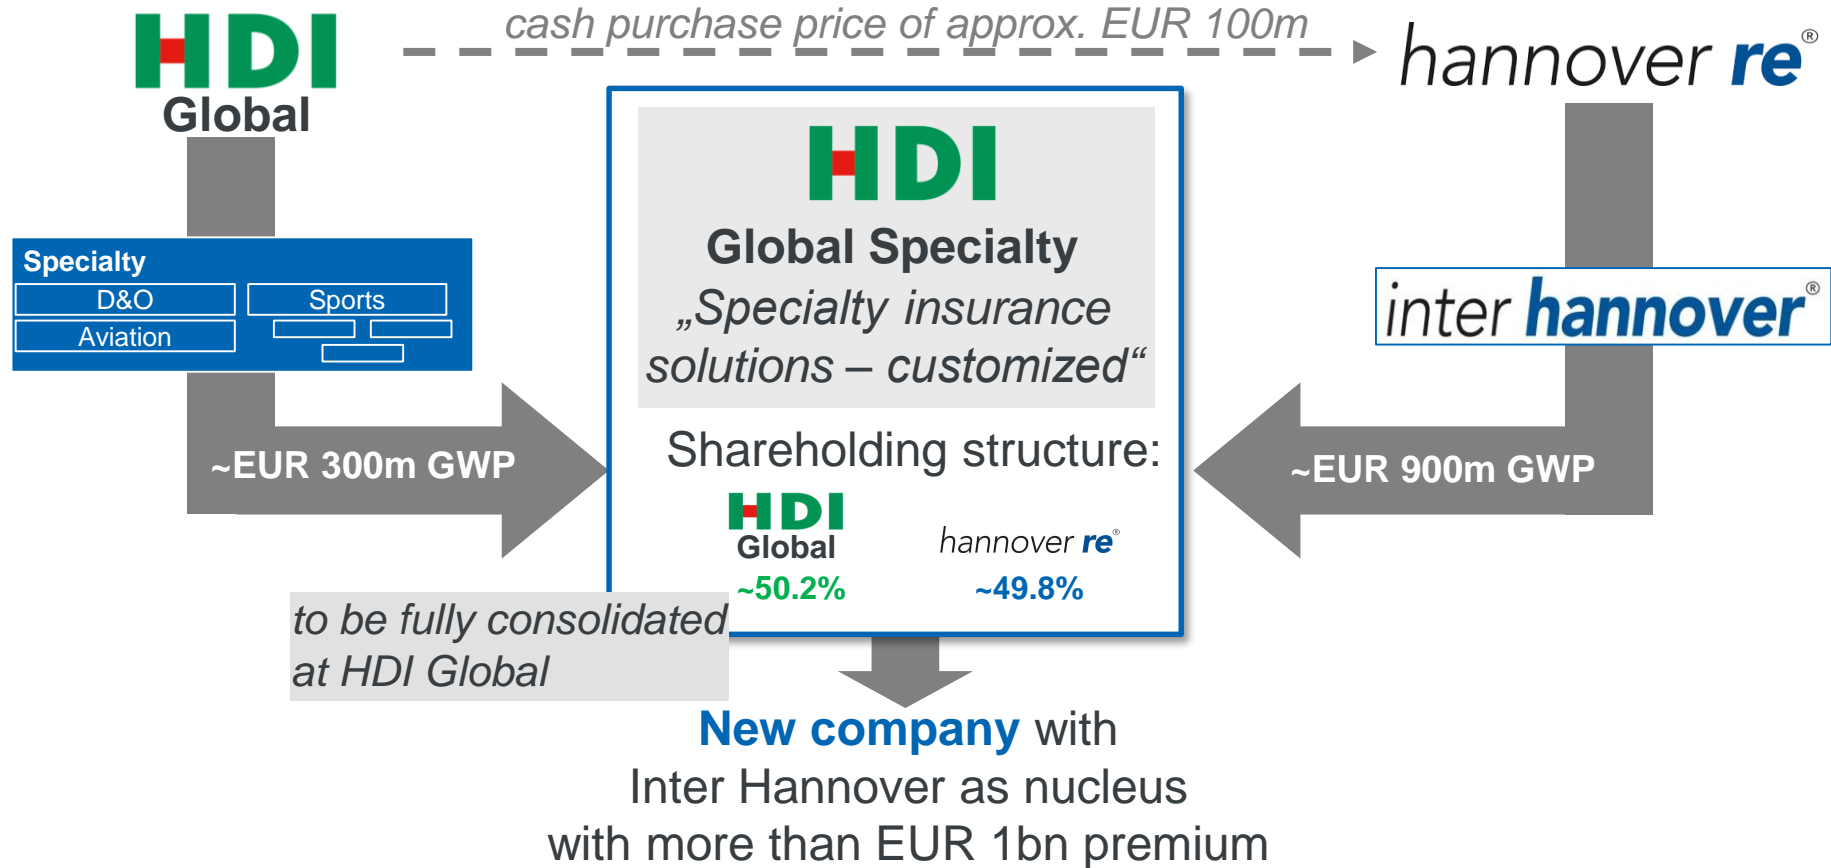 cash purchase price of approx. EUR 100m
HDI
Global
hannover re®
HDI
Global Specialty
„Specialty insurance
solutions – customized“
Specialty
D&O
Sports
Aviation
inter hannover®
~EUR 300m GWP
Shareholding structure:
~EUR 900m GWP
HDI
Global
~50.2%
hannover re®
~49.8%
to be fully consolidated
at HDI Global
New company with
Inter Hannover as nucleus
with more than EUR 1bn premium